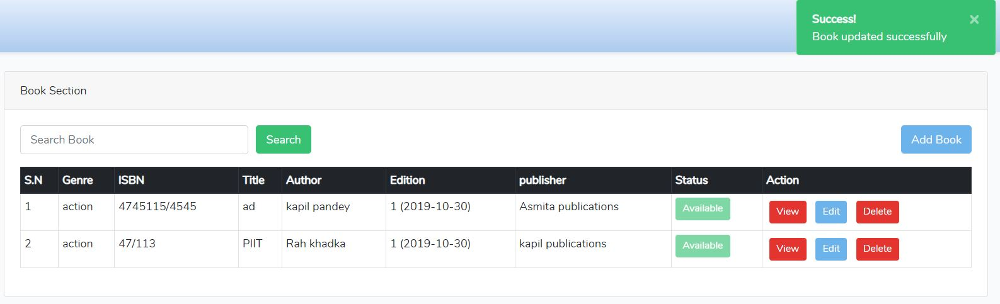 Success! ×
Book updated successfully
Book Section
Search Book Search Add Book
S.N Genre ISBN Title Author Edition publisher Status Action
1 action 4745115/4545 ad kapil pandey 1 (2019-10-30) Asmita publications Available View Edit Delete
2 action 47/113 PIIT Rah khadka 1 (2019-10-30) kapil publications Available View Edit Delete